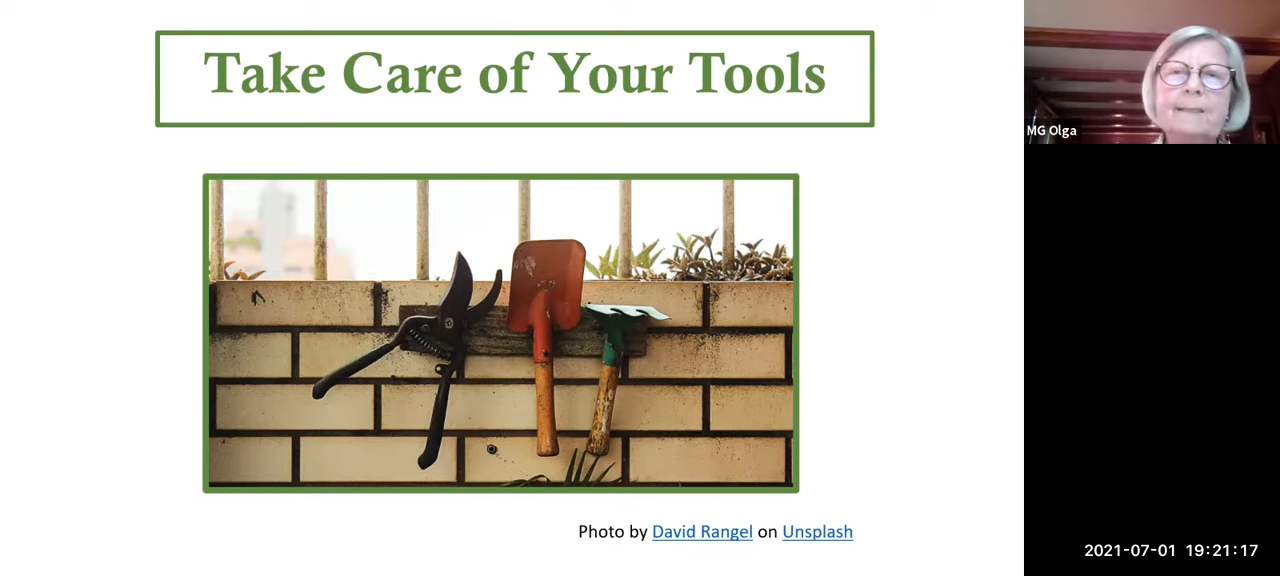 Take Care of Your Tools
MG Olga
Photo by David Rangel on Unsplash
2021-07-01 19:21:17